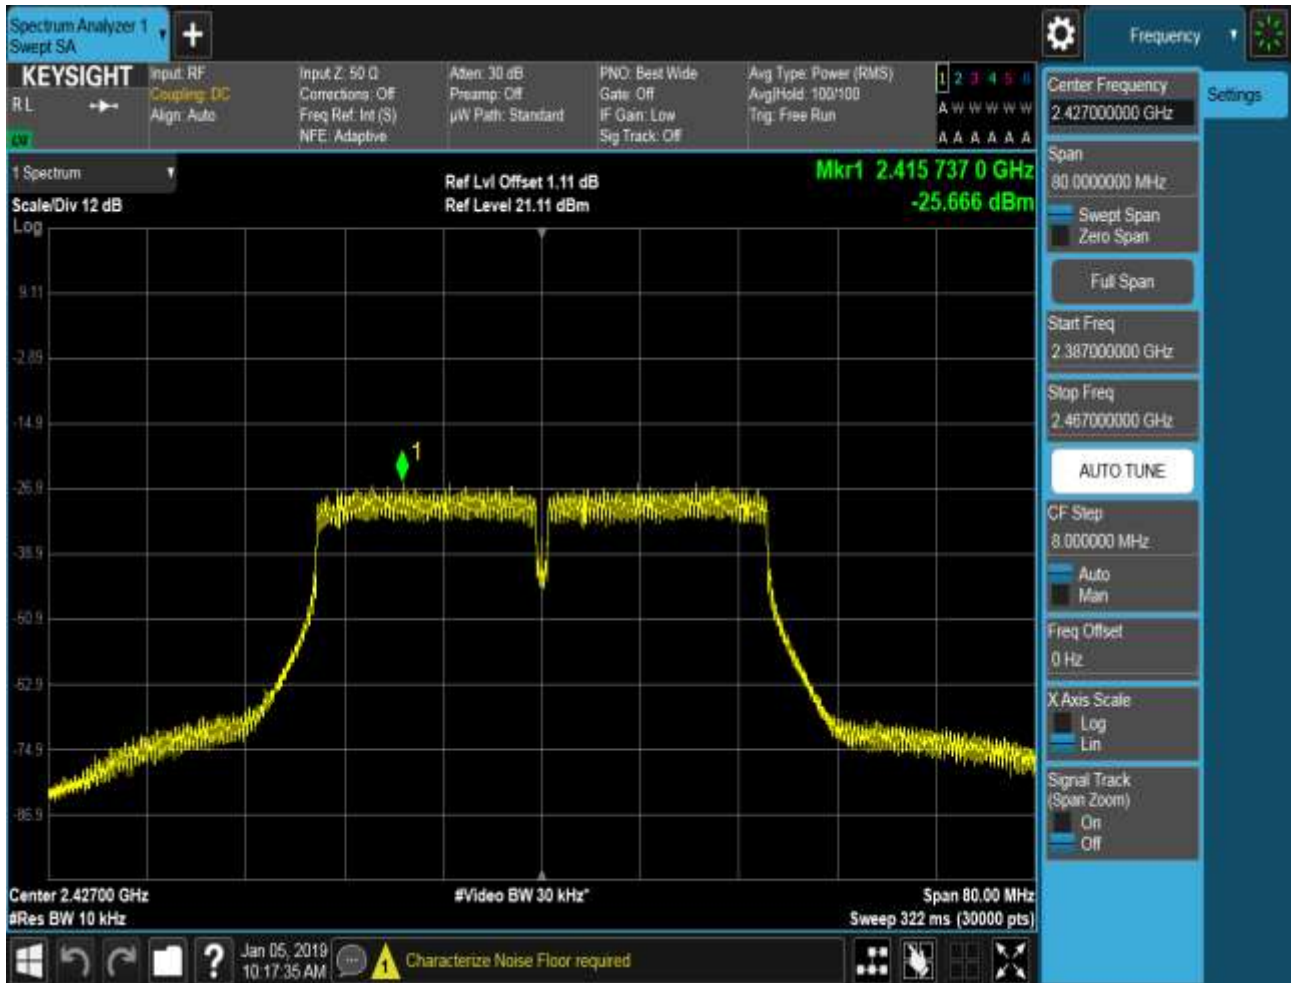 Spectrum Analyzer 1
Swept SA
Frequency
KEYSIGHT
R L
Input: RF
Coupling: DC
Align: Auto
Input Z: 50 Ω
Corrections: Off
Freq Ref: Int (S)
NFE: Adaptive
Atten: 30 dB
Preamp: Off
µW Path: Standard
PNO: Best Wide
Gate: Off
IF Gain: Low
Sig Track: Off
Avg Type: Power (RMS)
Avg|Hold: 100/100
Trig: Free Run
1 2 3 4 5 6
A W W W W W
A A A A A A
1 Spectrum
Scale/Div 12 dB
Log
Ref Lvl Offset 1.11 dB
Ref Level 21.11 dBm
Mkr1 2.415 737 0 GHz
-25.666 dBm
9.11
-2.89
-14.9
-26.9
-38.9
-50.9
-62.9
-74.9
-86.9
1
Center 2.42700 GHz
#Res BW 10 kHz
#Video BW 30 kHz*
Span 80.00 MHz
Sweep 322 ms (30000 pts)
Center Frequency
2.427000000 GHz
Settings
Span
80.0000000 MHz
Swept Span
Zero Span
Full Span
Start Freq
2.387000000 GHz
Stop Freq
2.467000000 GHz
AUTO TUNE
CF Step
8.000000 MHz
Auto
Man
Freq Offset
0 Hz
X Axis Scale
Log
Lin
Signal Track
(Span Zoom)
On
Off
?
Jan 05, 2019
10:17:35 AM
1
Characterize Noise Floor required